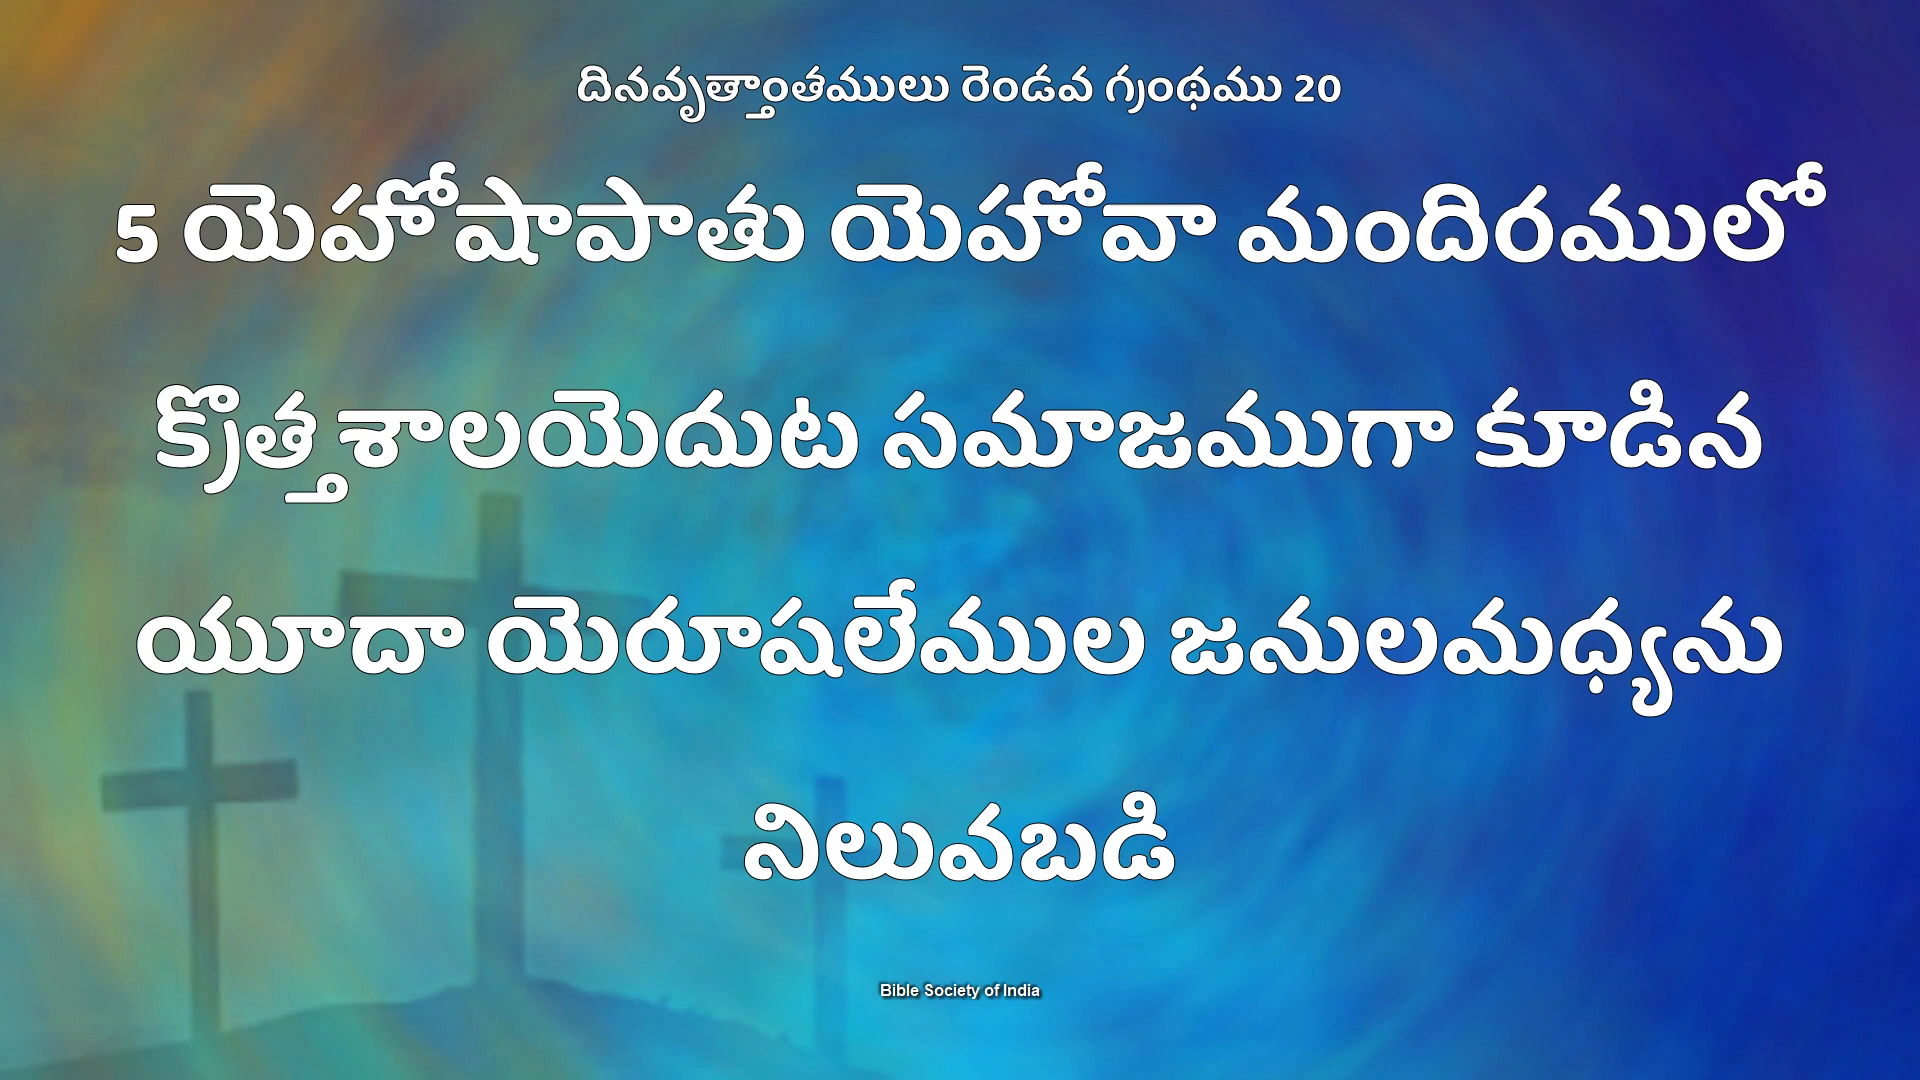 దినవృత్తాంతములు రెండవ గ్రంథము 20
5 యెహోషాపాతు యెహోవా మందిరములో
క్రొత్తశాలయెదుట సమాజముగా కూడిన
యూదా యెరూషలేముల జనులమధ్యను
నిలువబడి
Bible Society of India